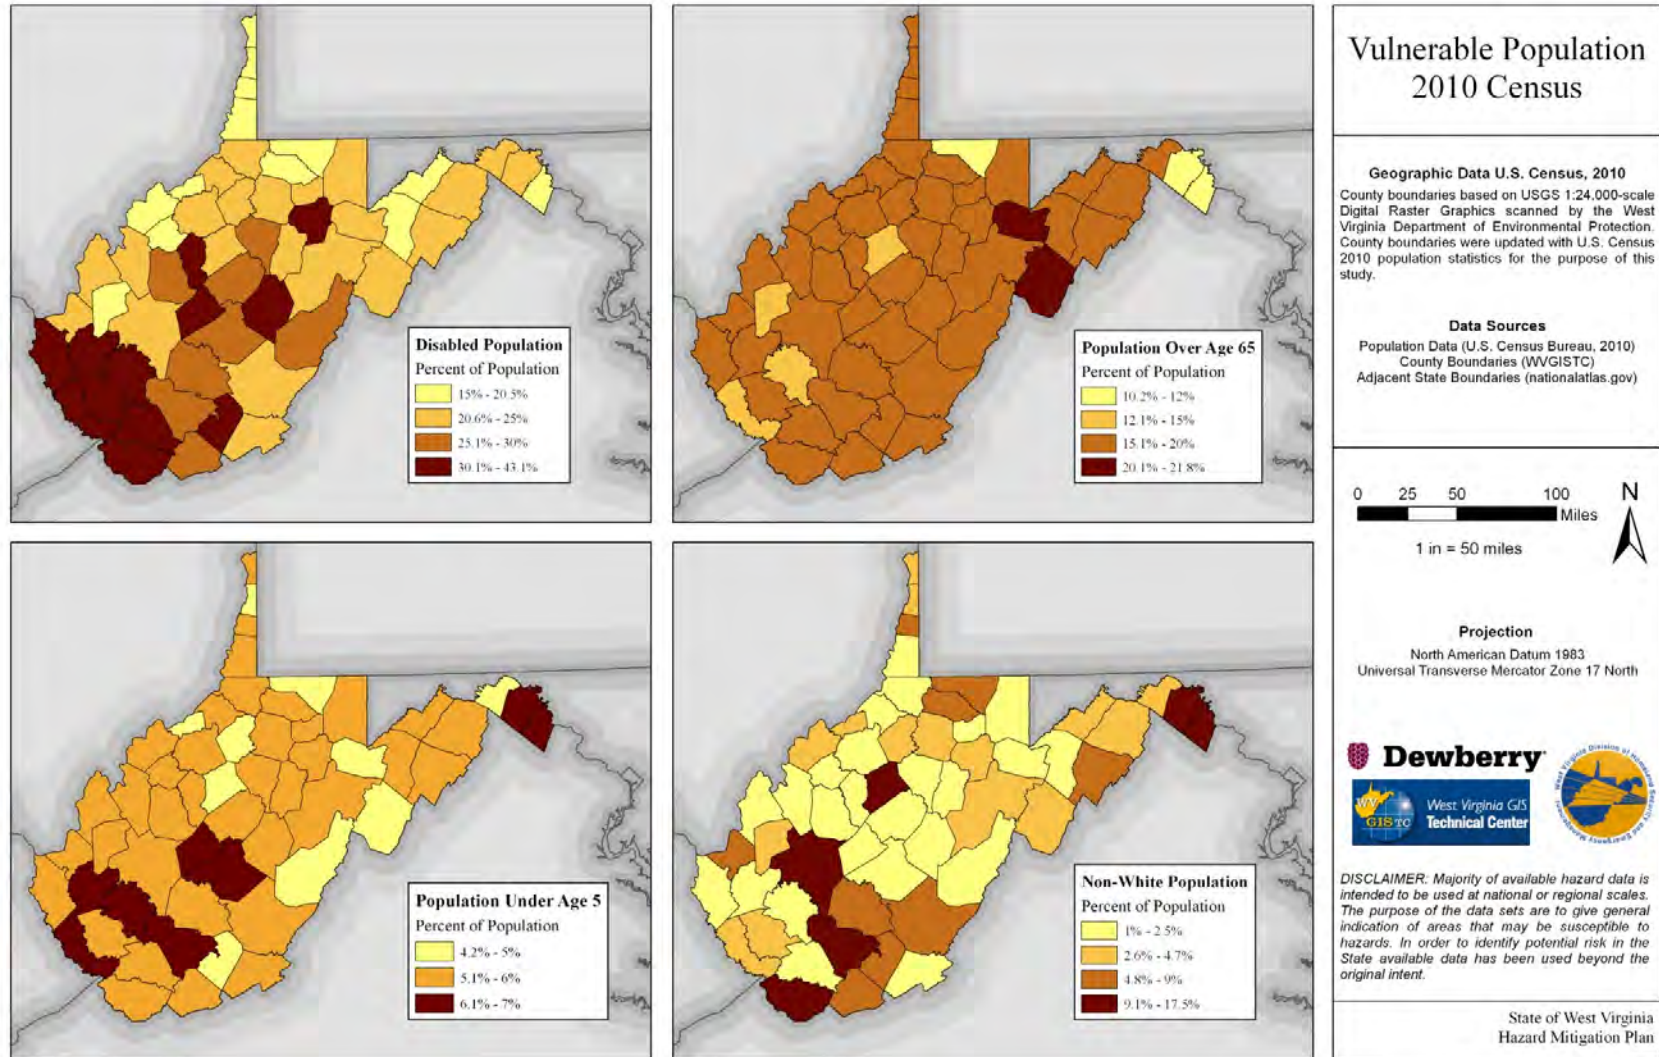 Disabled Population
Percent of Population
15% - 20.5%
20.6% - 25%
25.1% - 30%
30.1% - 43.1%
Population Over Age 65
Percent of Population
10.2% - 12%
12.1% - 15%
15.1% - 20%
20.1% - 21.8%
Population Under Age 5
Percent of Population
4.2% - 5%
5.1% - 6%
6.1% - 7%
Non-White Population
Percent of Population
1% - 2.5%
2.6% - 4.7%
4.8% - 9%
9.1% - 17.5%
Vulnerable Population
2010 Census
Geographic Data U.S. Census, 2010
County boundaries based on USGS 1:24,000-scale
Digital Raster Graphics scanned by the West
Virginia Department of Environmental Protection.
County boundaries were updated with U.S. Census
2010 population statistics for the purpose of this
study.
Data Sources
Population Data (U.S. Census Bureau, 2010)
County Boundaries (WVGISTC)
Adjacent State Boundaries (nationalatlas.gov)
0 25 50 100
Miles
N
1 in = 50 miles
Projection
North American Datum 1983
Universal Transverse Mercator Zone 17 North
Dewberry
WV
GISTC
West Virginia GIS
Technical Center
West Virginia Division of Homeland Security and Emergency Management
DISCLAIMER: Majority of available hazard data is
intended to be used at national or regional scales.
The purpose of the data sets are to give general
indication of areas that may be susceptible to
hazards. In order to identify potential risk in the
State available data has been used beyond the
original intent.
State of West Virginia
Hazard Mitigation Plan